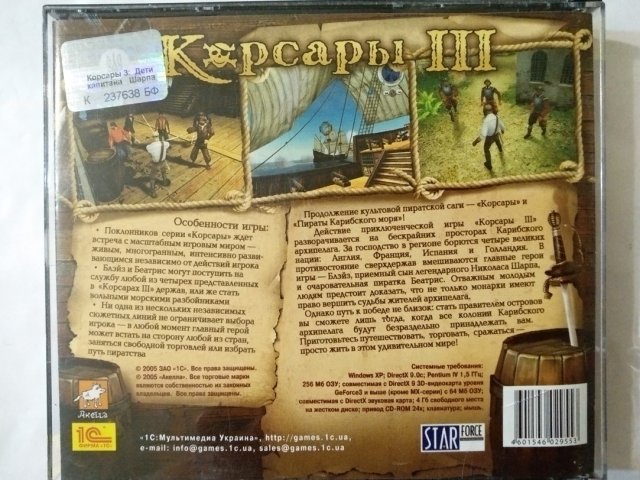 Корсары III
Корсары 3: Дети
капитана Шарпа
К 237638 БФ
Особенности игры:
• Поклонников серии «Корсары» ждет
встреча с масштабным игровым миром —
живым, многогранным, интенсивно разви-
вающимся независимо от действий игрока
• Блэйз и Беатрис могут поступить на
службу любой из четырех представленных
в «Корсарах III» держав, или же стать
вольными морскими разбойниками
• Ни одна из нескольких независимых
сюжетных линий не ограничивает выбора
игрока — в любой момент главный герой
может встать на сторону любой из стран,
заняться свободной торговлей или избрать
путь пиратства
Продолжение культовой пиратской саги — «Корсары» и
«Пираты Карибского моря»!
Действие приключенческой игры «Корсары III»
разворачивается на бескрайних просторах Карибского
архипелага. За господство в регионе борются четыре великих
нации: Англия, Франция, Испания и Голландия. В
противостояние сверхдержав вмешиваются главные герои
игры — Блэйз, приемный сын легендарного Николаса Шарпа,
и очаровательная пиратка Беатрис. Отважным молодым
людям предстоит доказать, что не только монархи имеют
право вершить судьбы жителей архипелага.
Однако путь к победе не близок: стать правителем островов
вы сможете лишь тогда, когда все колонии Карибского
архипелага будут безраздельно принадлежать вам.
Приготовьтесь путешествовать, торговать, сражаться —
просто жить в этом удивительном мире!
© 2005 ЗАО «1С». Все права защищены.
© 2005 «Акелла». Все торговые марки
являются собственностью их законных
владельцев. Все права защищены.
Системные требования:
Windows XP; DirectX 9.0c; Pentium IV 1,5 ГГц;
256 Мб ОЗУ; совместимая с DirectX 9 3D-видеокарта уровня
GeForce3 и выше (кроме MX-серии) с 64 Мб ОЗУ;
совместимая с DirectX звуковая карта; 4 Гб свободного места
на жестком диске; привод CD-ROM 24x; клавиатура; мышь.
Акелла
1С
ФИРМА «1С»
«1С:Мультимедиа Украина», http://games.1c.ua,
e-mail: info@games.1c.ua, sales@games.1c.ua
STAR FORCE
4601546 029553